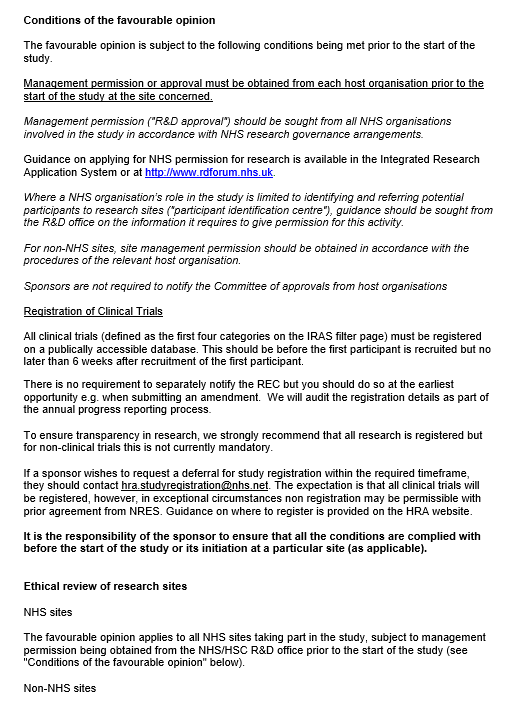 Conditions of the favourable opinion
The favourable opinion is subject to the following conditions being met prior to the start of the
study.
Management permission or approval must be obtained from each host organisation prior to the
start of the study at the site concerned.
Management permission ("R&D approval") should be sought from all NHS organisations
involved in the study in accordance with NHS research governance arrangements.
Guidance on applying for NHS permission for research is available in the Integrated Research
Application System or at http://www.rdforum.nhs.uk.
Where a NHS organisation's role in the study is limited to identifying and referring potential
participants to research sites ("participant identification centre"), guidance should be sought from
the R&D office on the information it requires to give permission for this activity.
For non-NHS sites, site management permission should be obtained in accordance with the
procedures of the relevant host organisation.
Sponsors are not required to notify the Committee of approvals from host organisations
Registration of Clinical Trials
All clinical trials (defined as the first four categories on the IRAS filter page) must be registered
on a publically accessible database. This should be before the first participant is recruited but no
later than 6 weeks after recruitment of the first participant.
There is no requirement to separately notify the REC but you should do so at the earliest
opportunity e.g. when submitting an amendment. We will audit the registration details as part of
the annual progress reporting process.
To ensure transparency in research, we strongly recommend that all research is registered but
for non-clinical trials this is not currently mandatory.
If a sponsor wishes to request a deferral for study registration within the required timeframe,
they should contact hra.studyregistration@nhs.net. The expectation is that all clinical trials will
be registered, however, in exceptional circumstances non registration may be permissible with
prior agreement from NRES. Guidance on where to register is provided on the HRA website.
It is the responsibility of the sponsor to ensure that all the conditions are complied with
before the start of the study or its initiation at a particular site (as applicable).
Ethical review of research sites
NHS sites
The favourable opinion applies to all NHS sites taking part in the study, subject to management
permission being obtained from the NHS/HSC R&D office prior to the start of the study (see
"Conditions of the favourable opinion" below).
Non-NHS sites